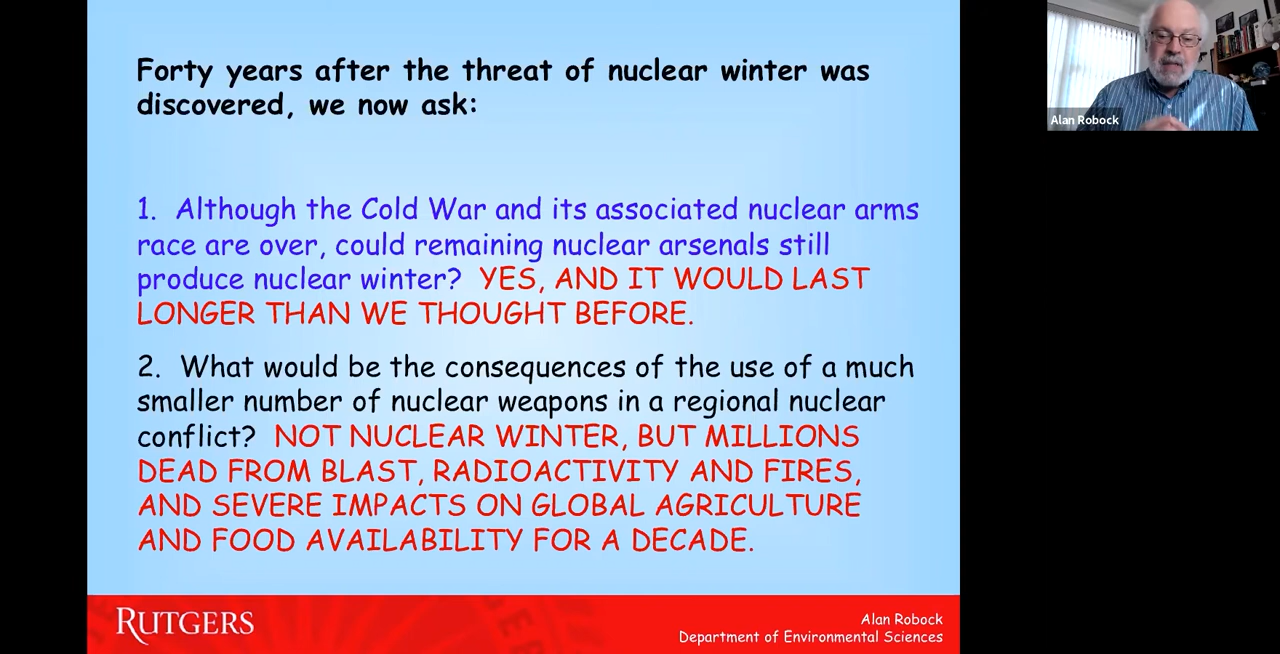 Forty years after the threat of nuclear winter was
discovered, we now ask:
1. Although the Cold War and its associated nuclear arms
race are over, could remaining nuclear arsenals still
produce nuclear winter? YES, AND IT WOULD LAST
LONGER THAN WE THOUGHT BEFORE.
2. What would be the consequences of the use of a much
smaller number of nuclear weapons in a regional nuclear
conflict? NOT NUCLEAR WINTER, BUT MILLIONS
DEAD FROM BLAST, RADIOACTIVITY AND FIRES,
AND SEVERE IMPACTS ON GLOBAL AGRICULTURE
AND FOOD AVAILABILITY FOR A DECADE.
RUTGERS
Alan Robock
Department of Environmental Sciences
Alan Robock